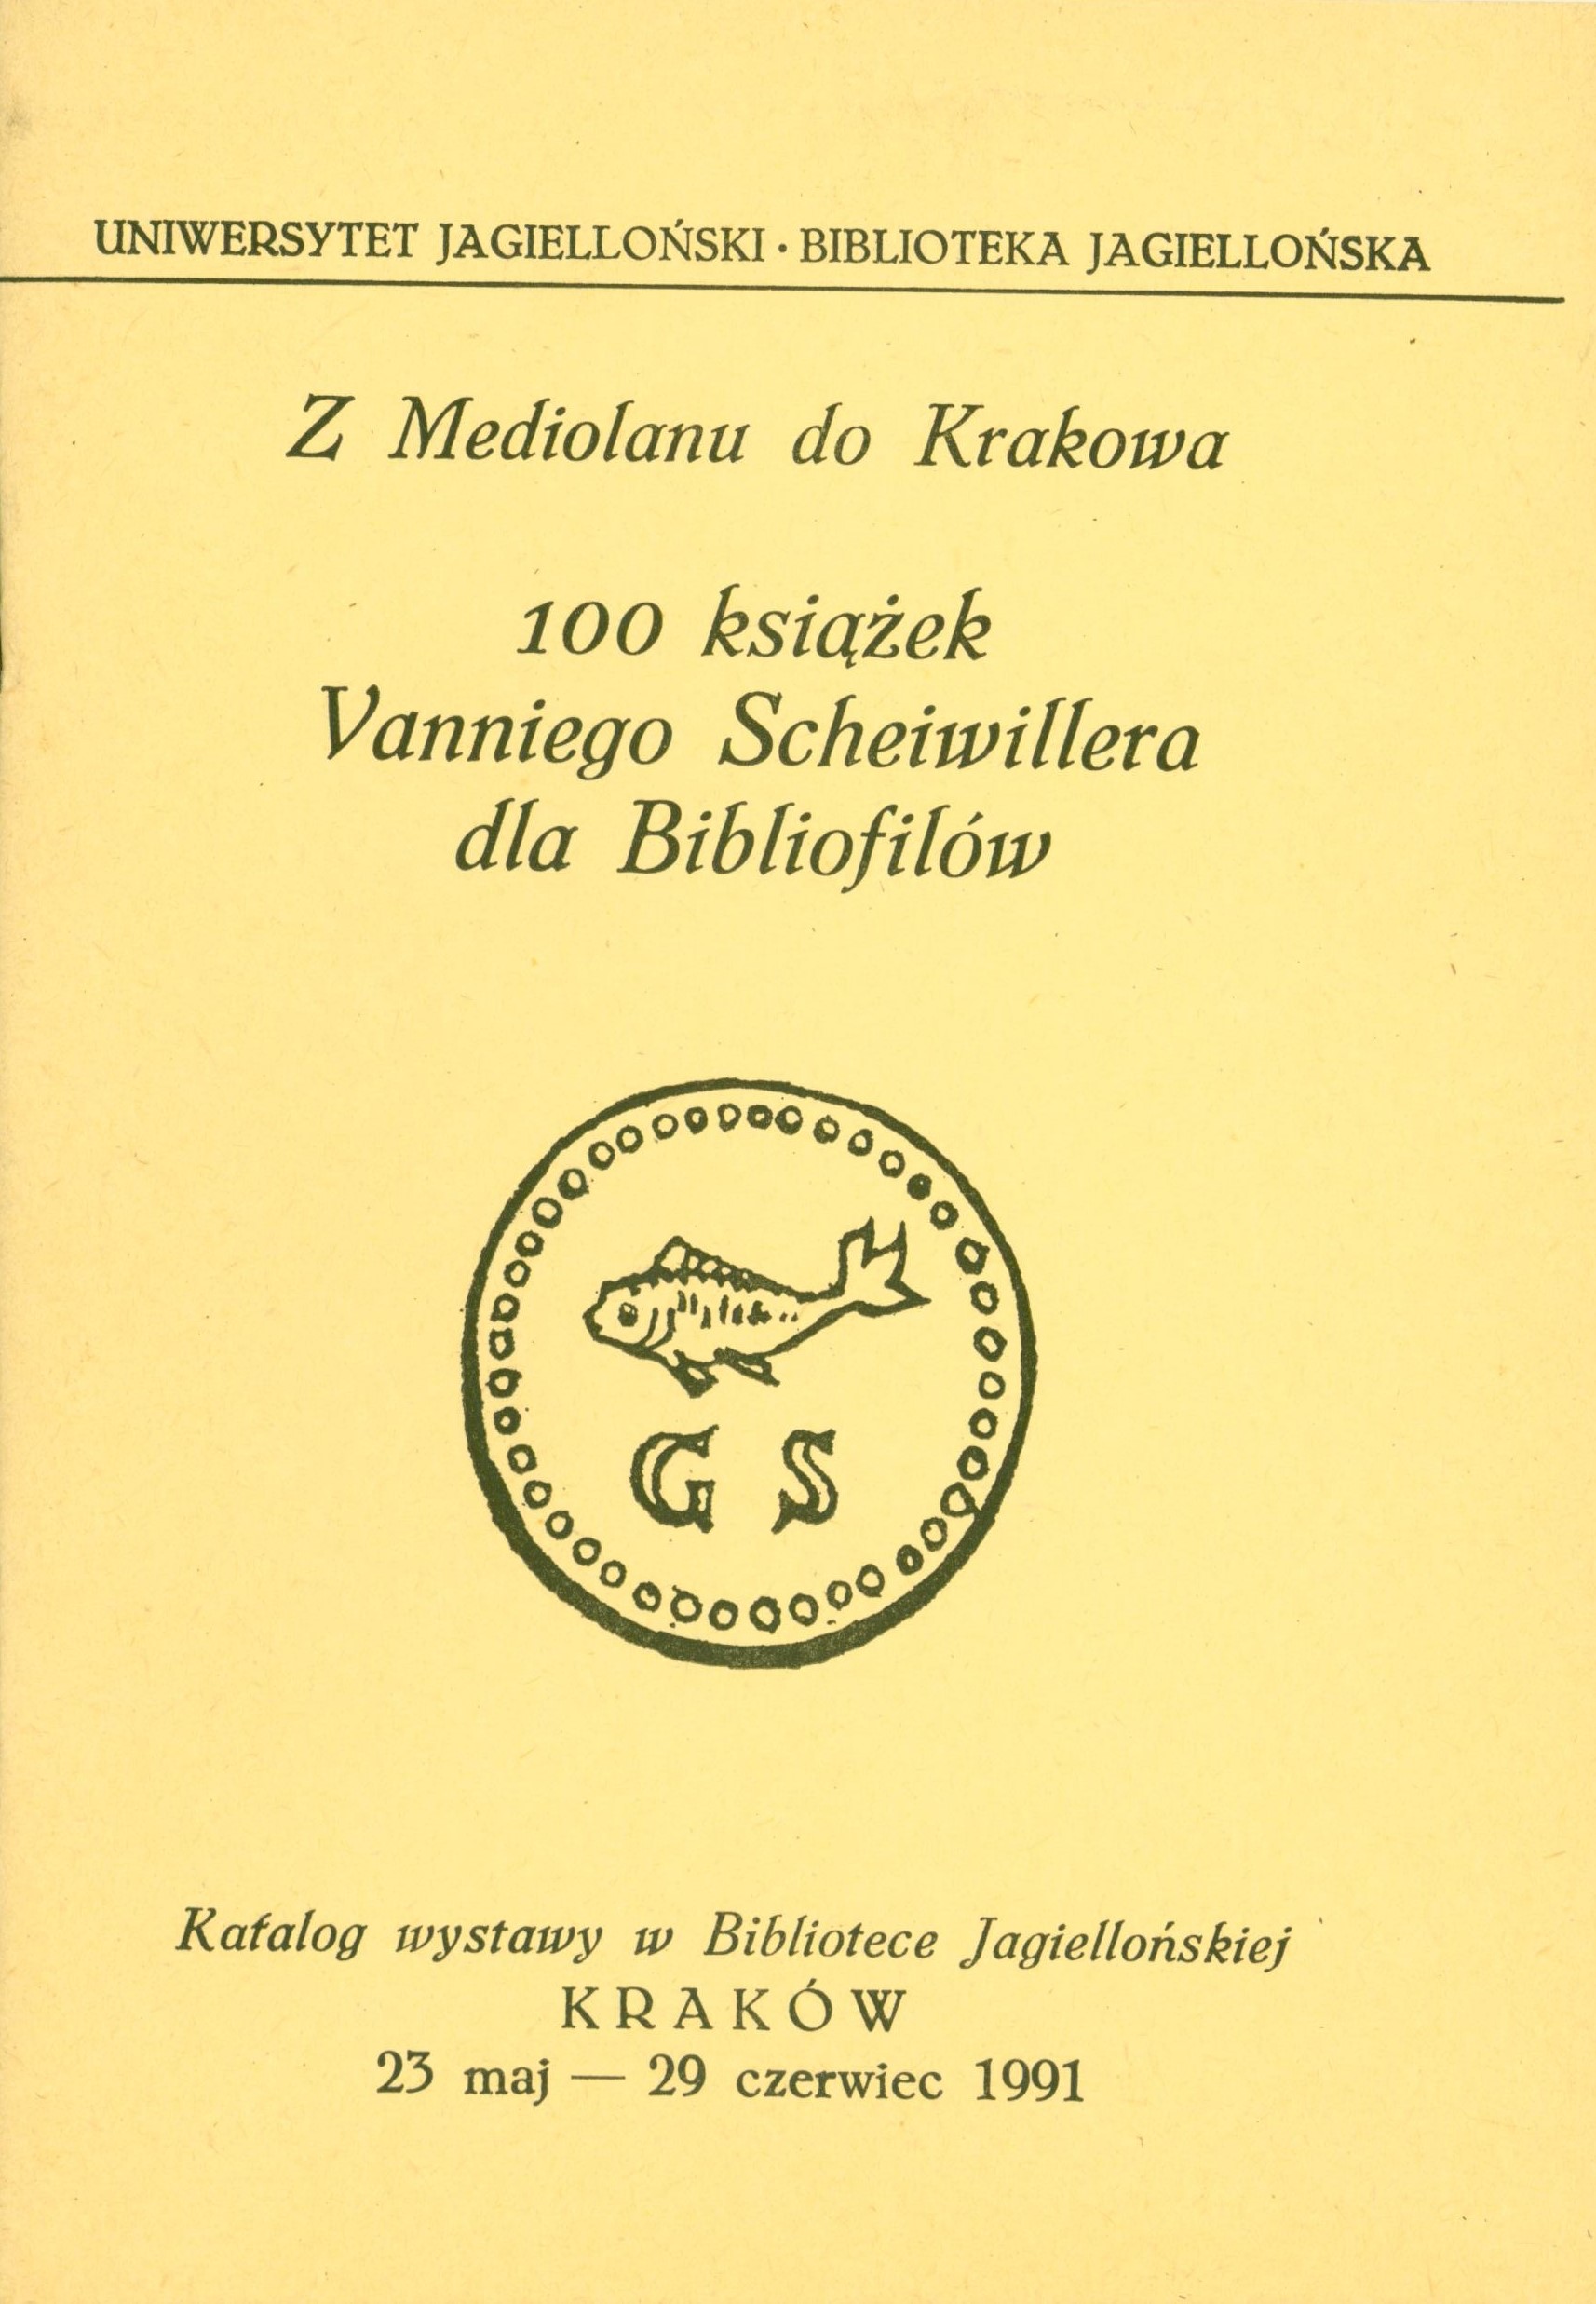 UNIWERSYTET JAGIELLOŃSKI · BIBLIOTEKA JAGIELLOŃSKA
Z Mediolanu do Krakowa
100 książek
Vanniego Scheiwillera
dla Bibliofilów
G S
Katalog wystawy w Bibliotece Jagiellońskiej
KRAKÓW
23 maj — 29 czerwiec 1991